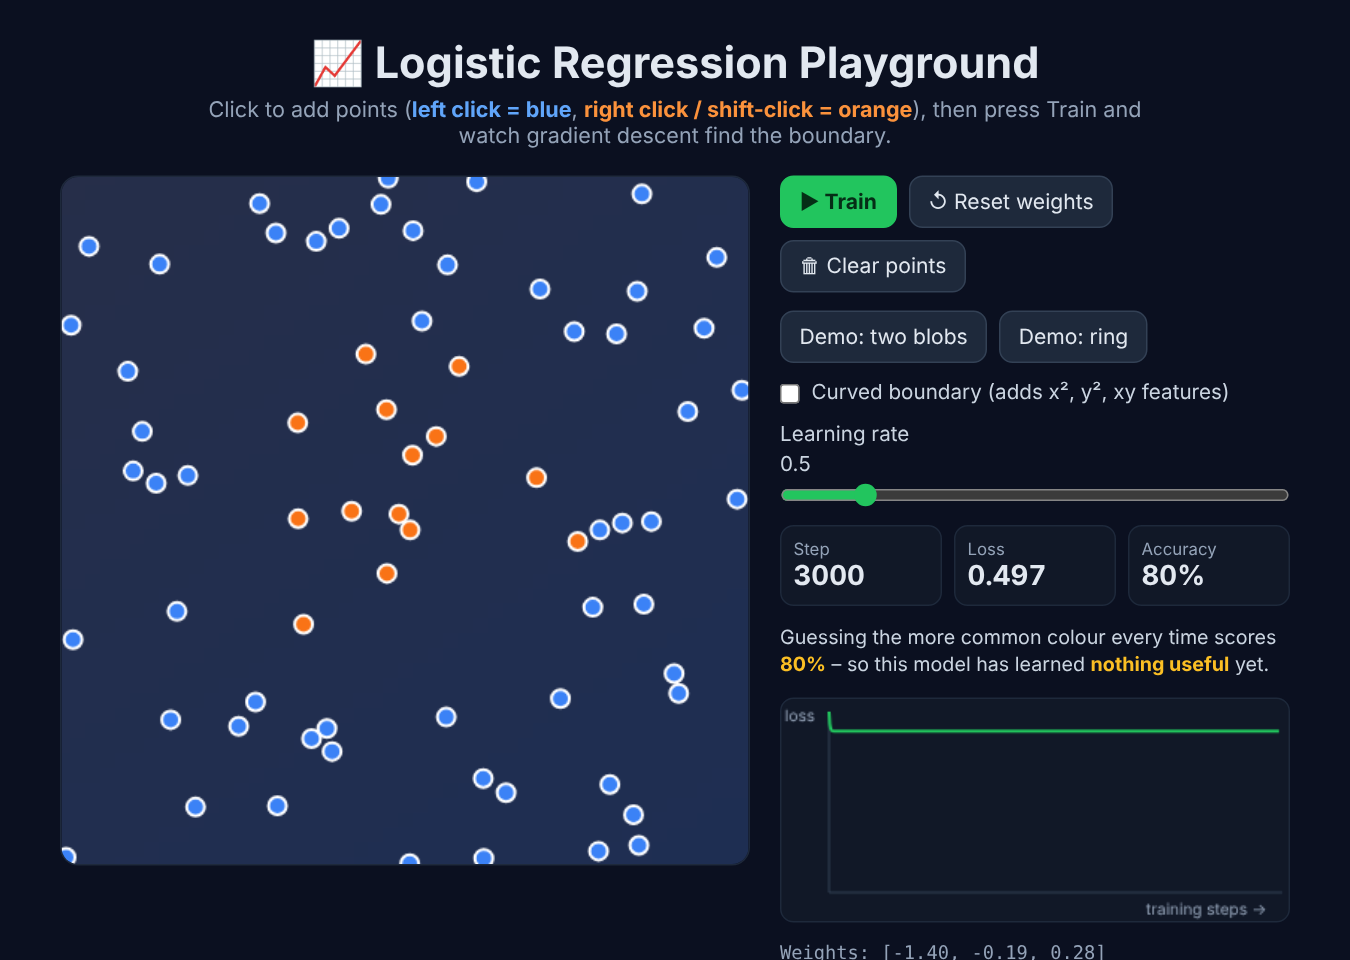 📈 Logistic Regression Playground
Click to add points (left click = blue, right click / shift-click = orange), then press Train and
watch gradient descent find the boundary.
▶ Train
↺ Reset weights
🗑 Clear points
Demo: two blobs
Demo: ring
Curved boundary (adds x², y², xy features)
Learning rate
0.5
Step
3000
Loss
0.497
Accuracy
80%
Guessing the more common colour every time scores
80% – so this model has learned nothing useful yet.
loss
training steps →
Weights: [-1.40, -0.19, 0.28]